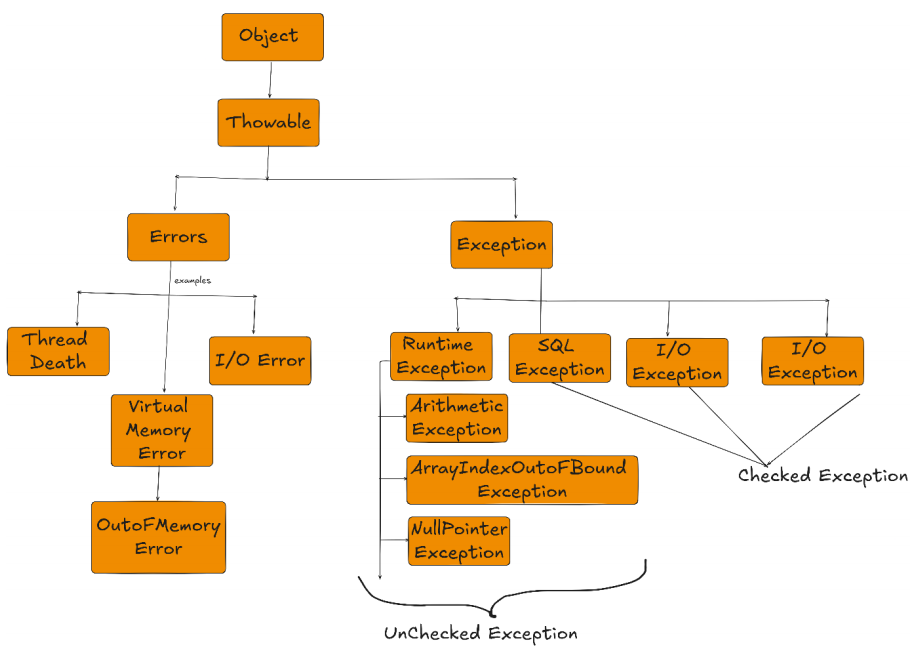 Object
Thowable
Errors
Exception
examples
Thread
Death
I/O Error
Runtime
Exception
SQL
Exception
I/O
Exception
I/O
Exception
Virtual
Memory
Error
Arithmetic
Exception
ArrayIndexOutoFBound
Exception
Checked Exception
OutoFMemory
Error
NullPointer
Exception
UnChecked Exception